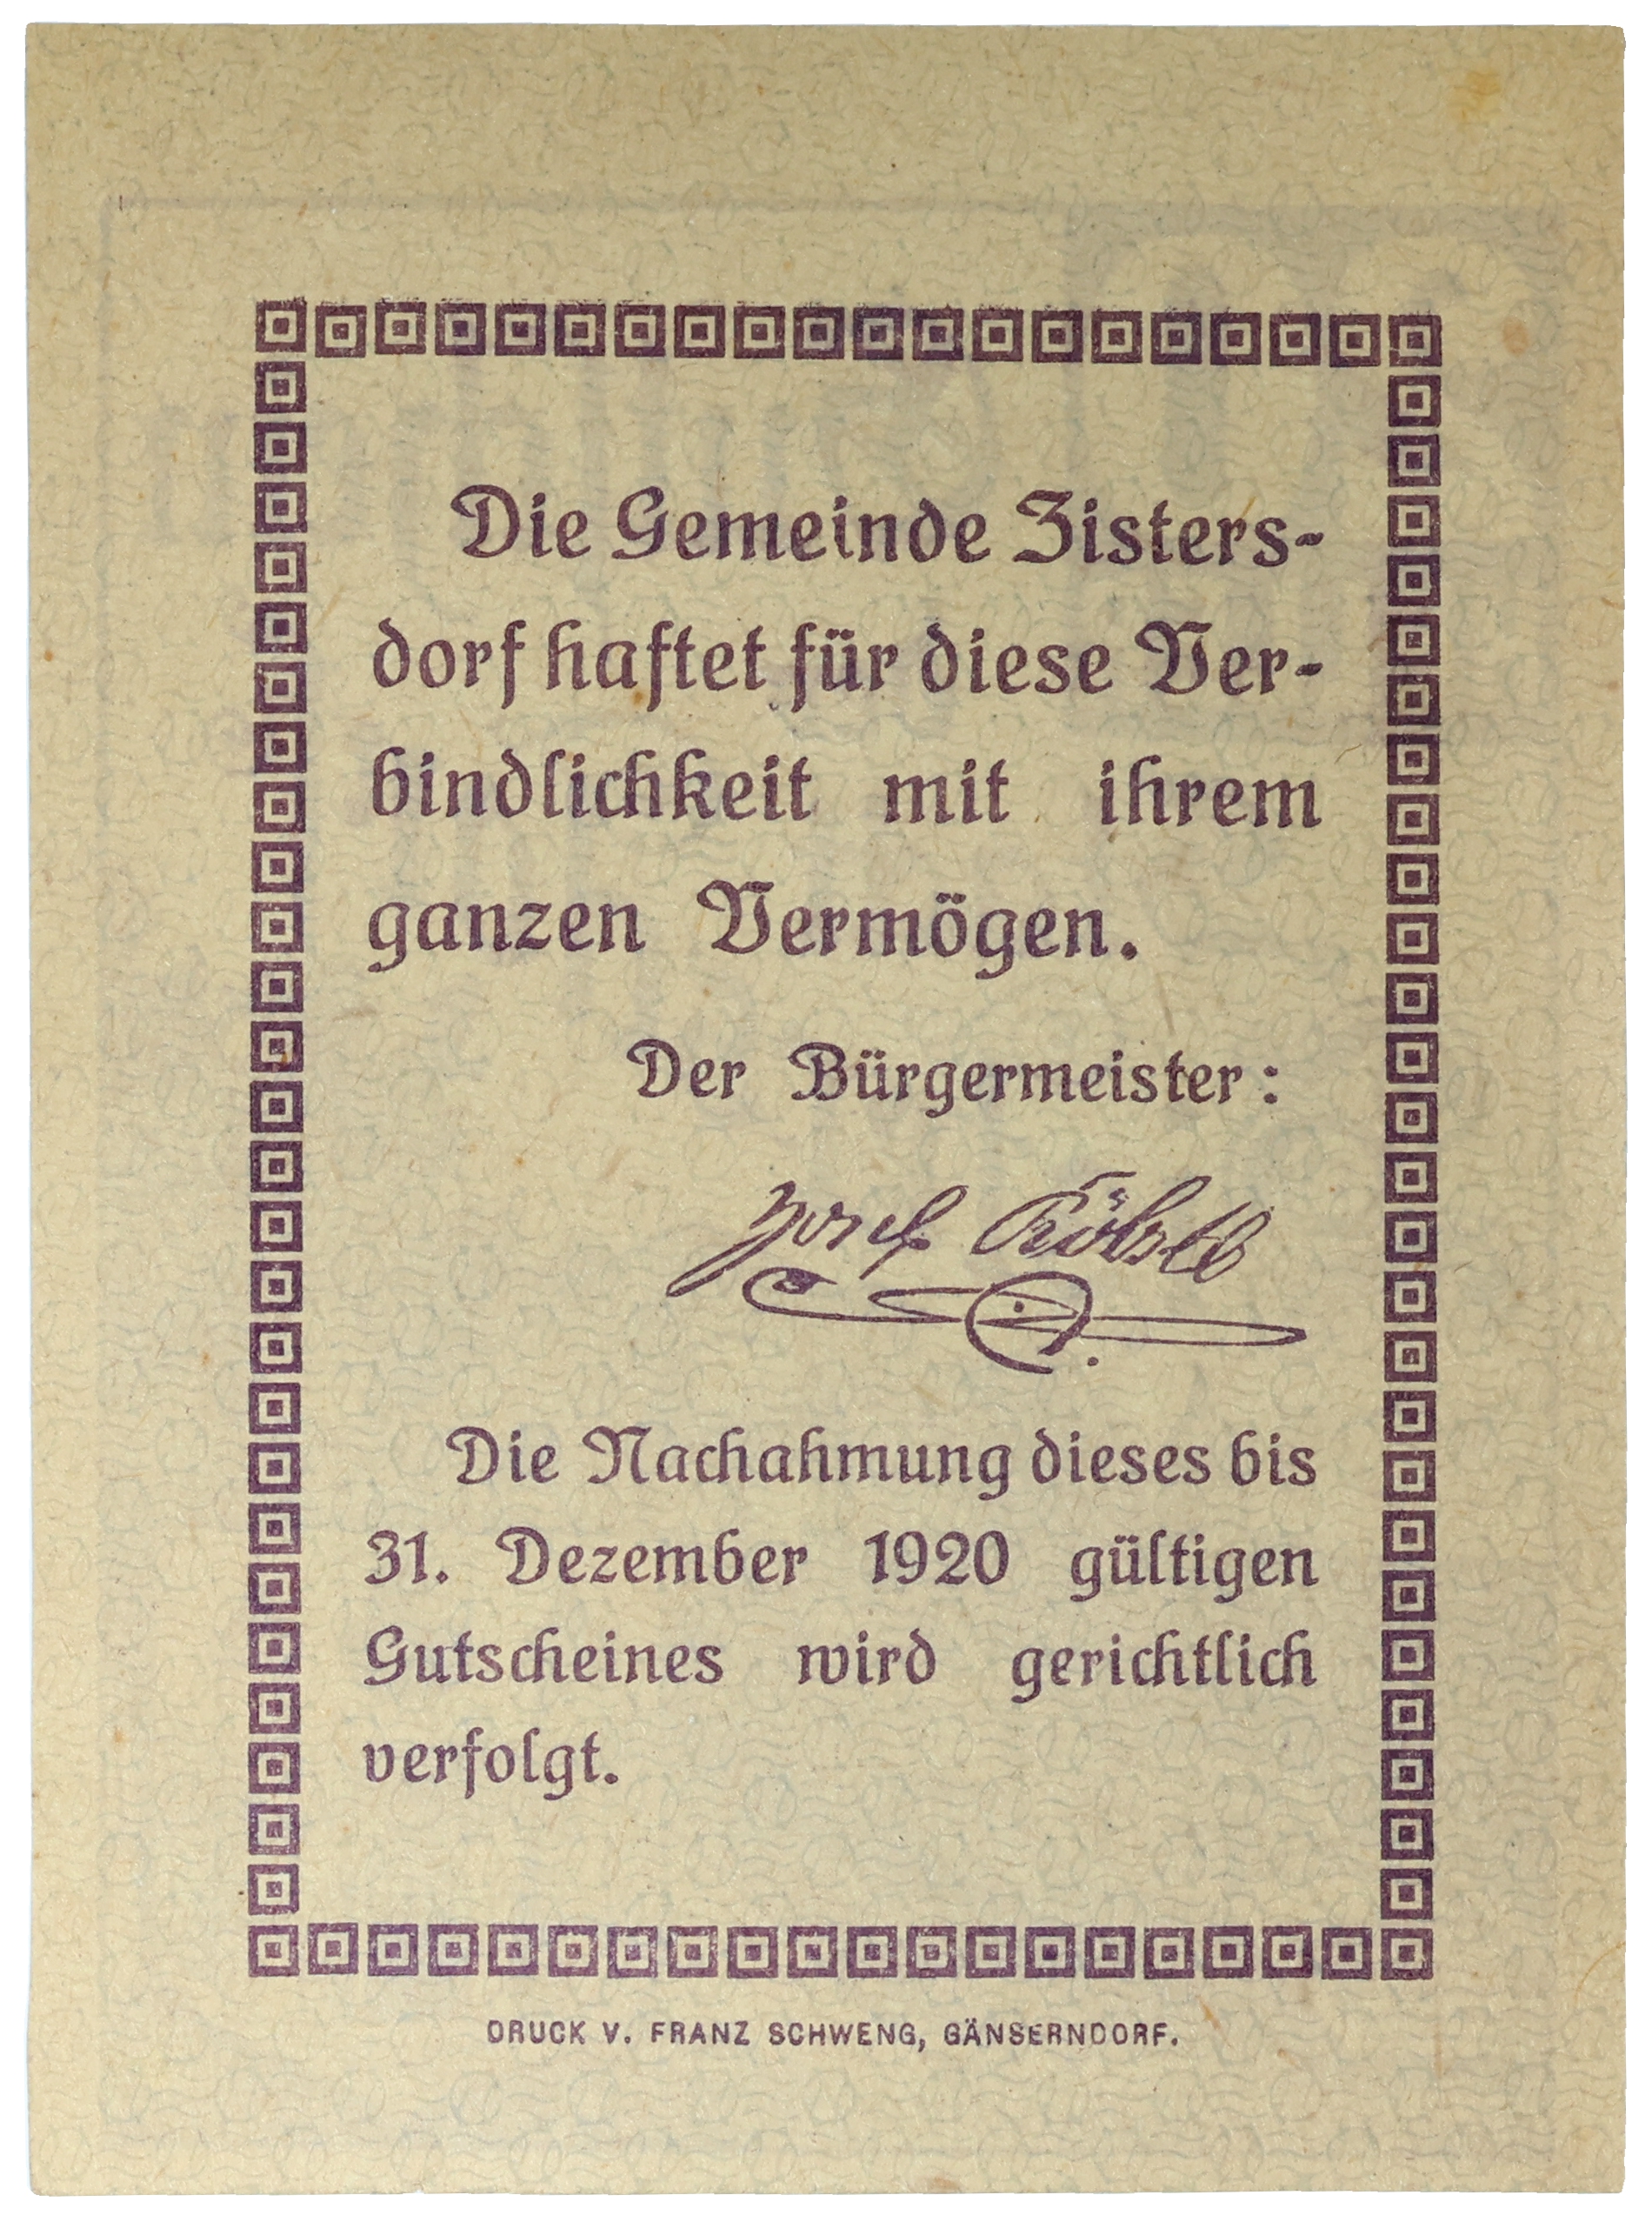 Die Gemeinde Zisters-
dorf haftet für diese Ver-
bindlichkeit mit ihrem
ganzen Vermögen.
Der Bürgermeister:
Josef
Die Nachahmung dieses bis
31. Dezember 1920 gültigen
Gutscheines wird gerichtlich
verfolgt.
DRUCK V. FRANZ SCHWENG, GÄNSERNDORF.